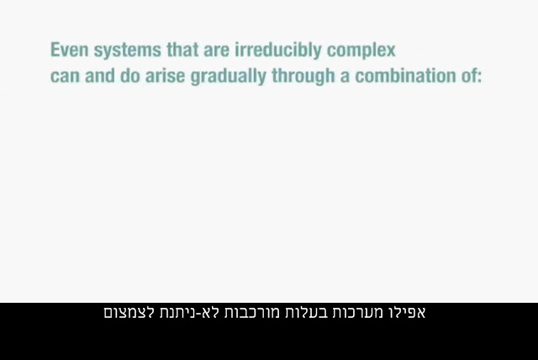 Even systems that are irreducibly complex
can and do arise gradually through a combination of:
אפילו מערכות בעלות מורכבות לא-ניתנת לצמצום